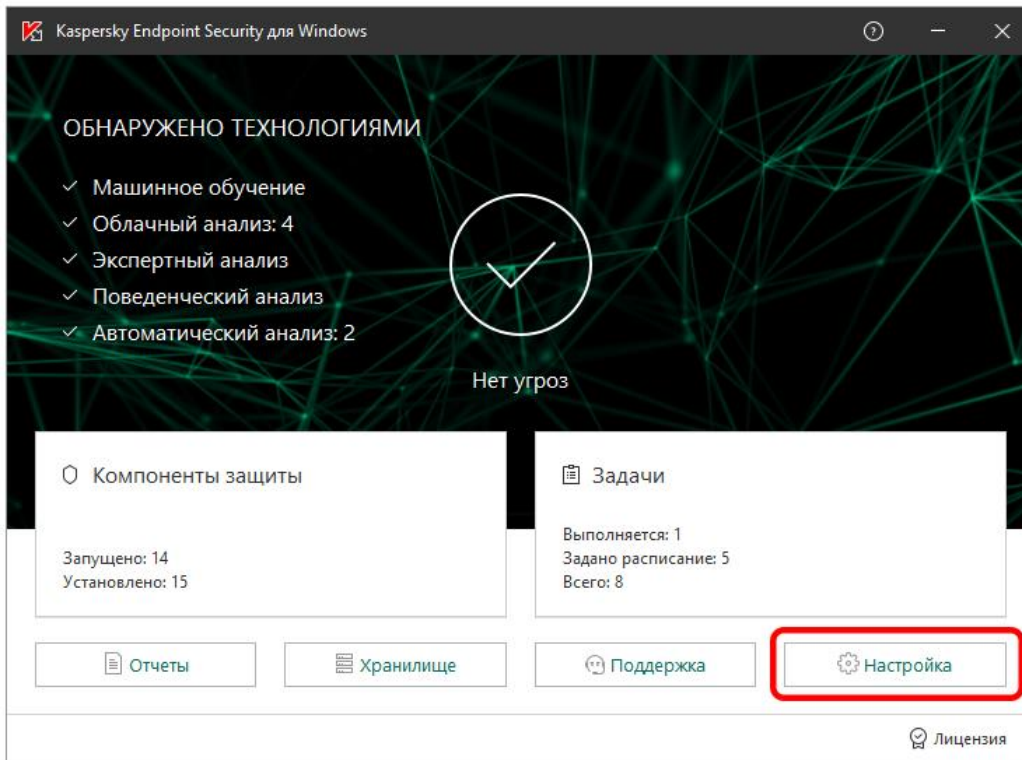 Kaspersky Endpoint Security для Windows
ОБНАРУЖЕНО ТЕХНОЛОГИЯМИ
Машинное обучение
Облачный анализ: 4
Экспертный анализ
Поведенческий анализ
Автоматический анализ: 2
Нет угроз
Компоненты защиты
Запущено: 14
Установлено: 15
Задачи
Выполняется: 1
Задано расписание: 5
Всего: 8
Отчеты
Хранилище
Поддержка
Настройка
Лицензия